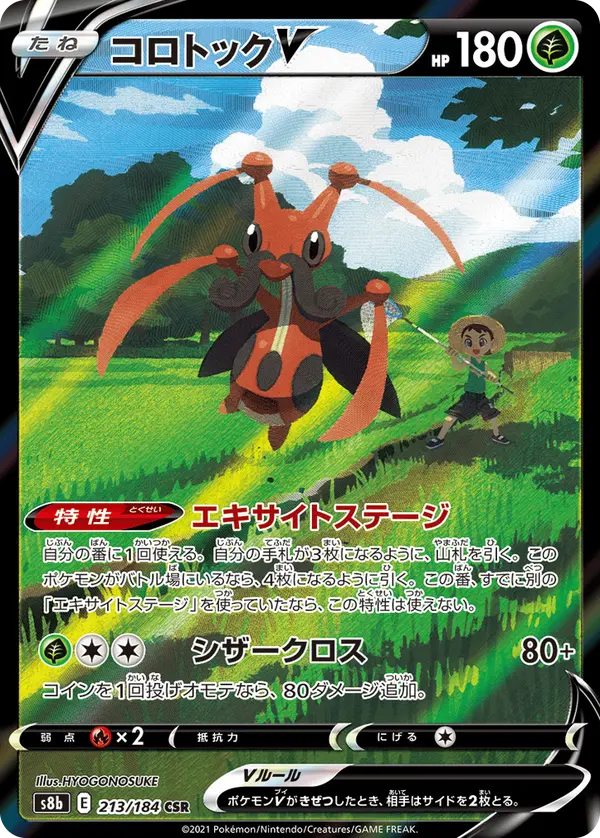 たね コロトックV HP 180
特性 とくせい エキサイトステージ
自分の番に1回使える。自分の手札が3枚になるように、山札を引く。この
ポケモンがバトル場にいるなら、4枚になるように引く。この番、すでに別の
「エキサイトステージ」を使っていたなら、この特性は使えない。
シザークロス 80+
コインを1回投げオモテなら、80ダメージ追加。
弱点 ×2 抵抗力 にげる
Illus.HYOGONOSUKE
Vルール
s8b E 213/184 CSR
ポケモンVがきぜつしたとき、相手はサイドを2枚とる。
©2021 Pokémon/Nintendo/Creatures/GAME FREAK.